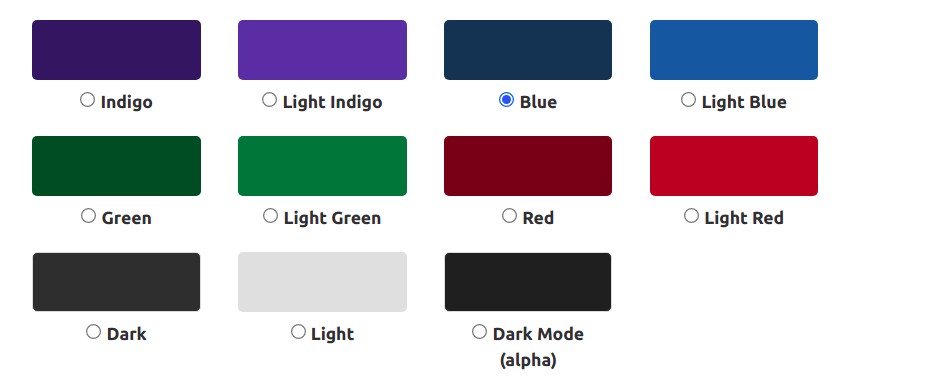 Indigo
Light Indigo
Blue
Light Blue
Green
Light Green
Red
Light Red
Dark
Light
Dark Mode
(alpha)